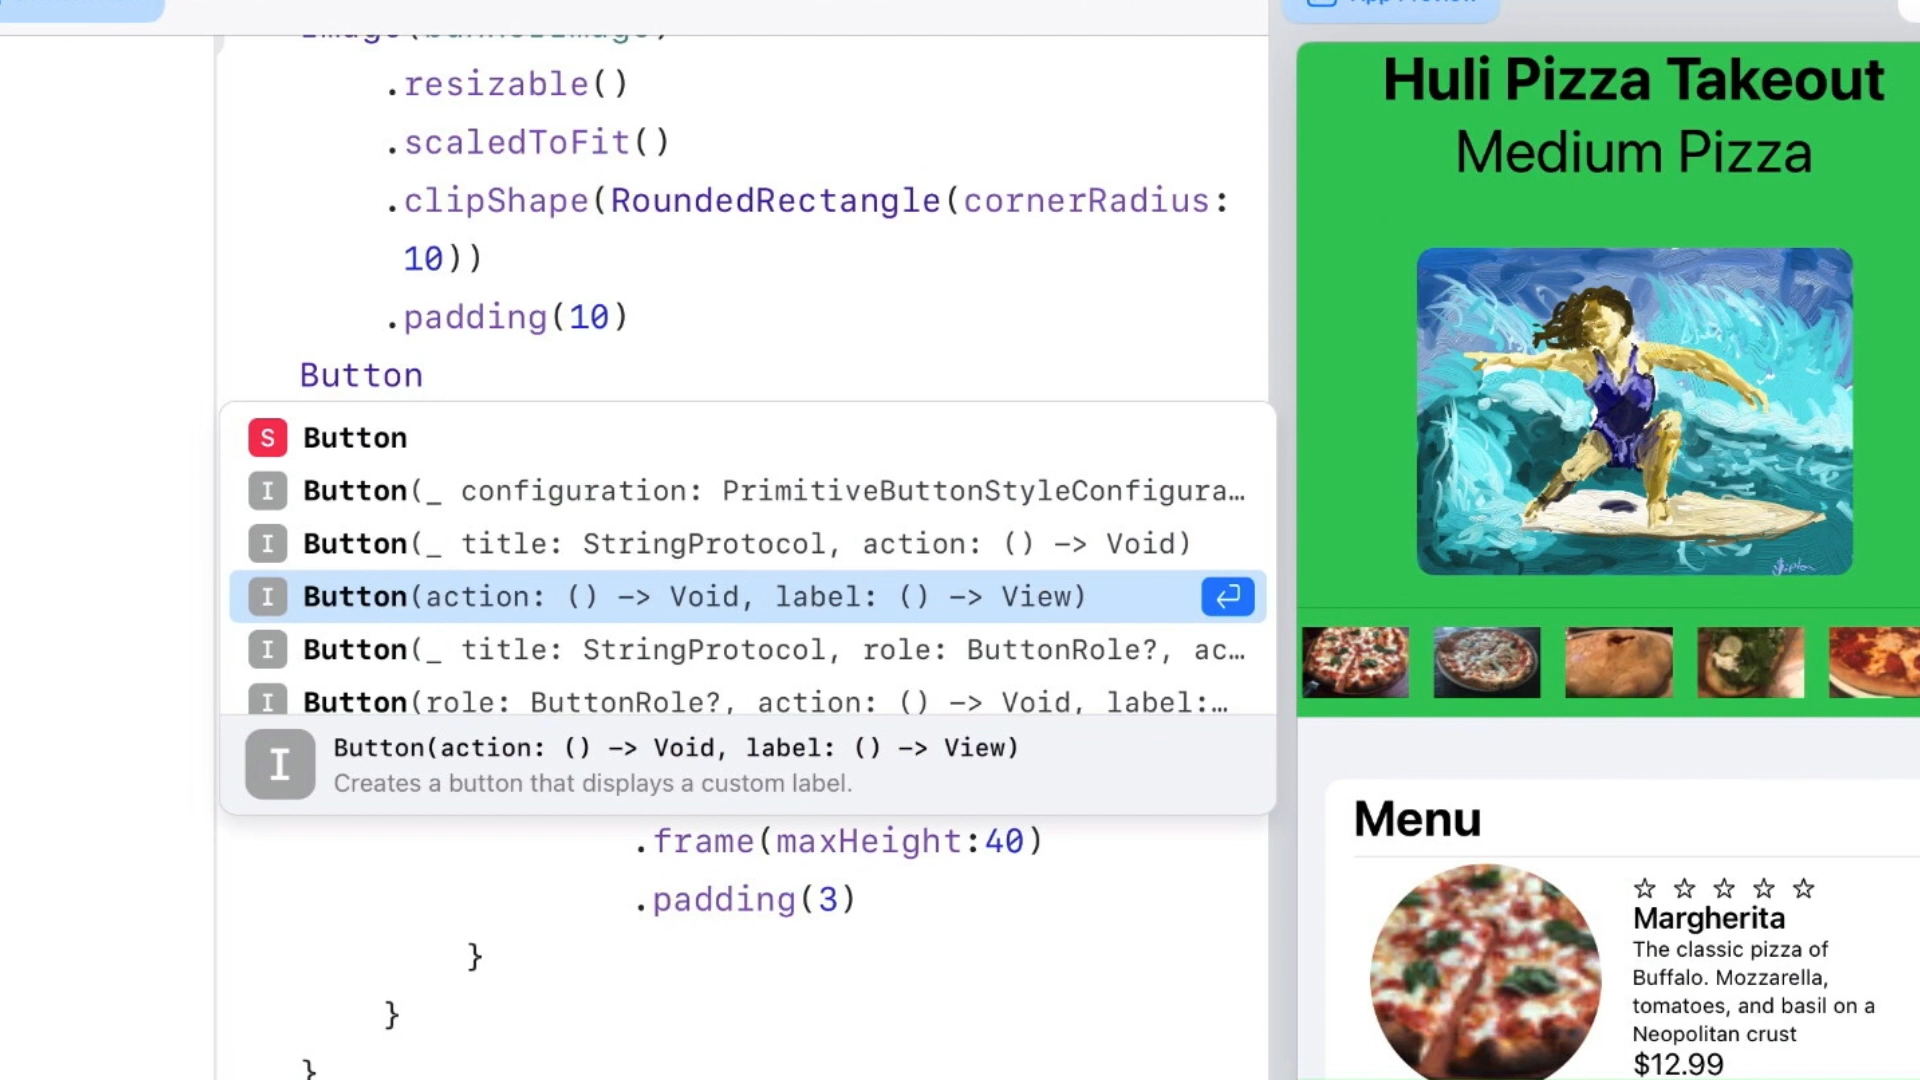 .resizable()
.scaledToFit()
.clipShape(RoundedRectangle(cornerRadius:
10))
.padding(10)
Button
S Button
I Button(_ configuration: PrimitiveButtonStyleConfigura…
I Button(_ title: StringProtocol, action: () -> Void)
I Button(action: () -> Void, label: () -> View)
I Button(_ title: StringProtocol, role: ButtonRole?, ac…
I Button(role: ButtonRole?, action: () -> Void, label:…
I Button(action: () -> Void, label: () -> View)
Creates a button that displays a custom label.
.frame(maxHeight:40)
.padding(3)
}
}
}
Huli Pizza Takeout
Medium Pizza
Menu
Margherita
The classic pizza of
Buffalo. Mozzarella,
tomatoes, and basil on a
Neopolitan crust
$12.99